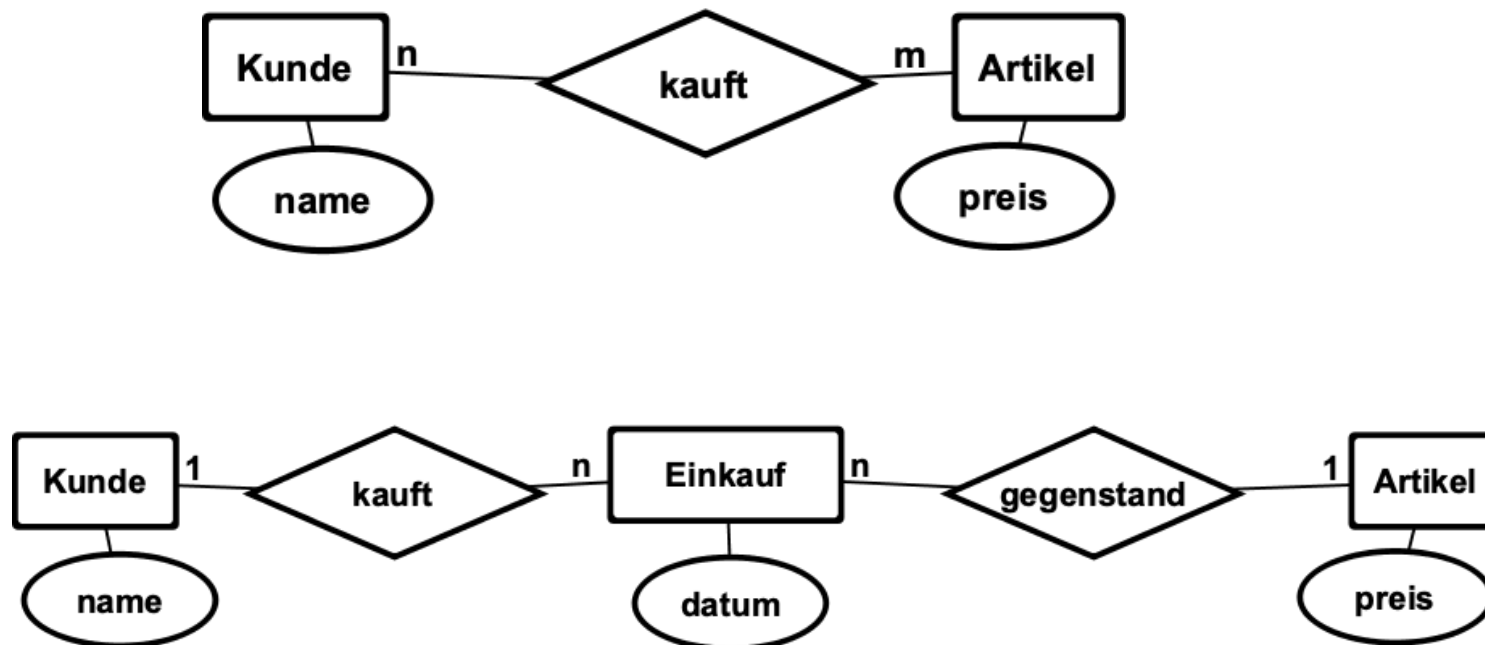 Kunde n kauft m Artikel
name preis
Kunde 1 kauft n Einkauf n gegenstand 1 Artikel
name datum preis